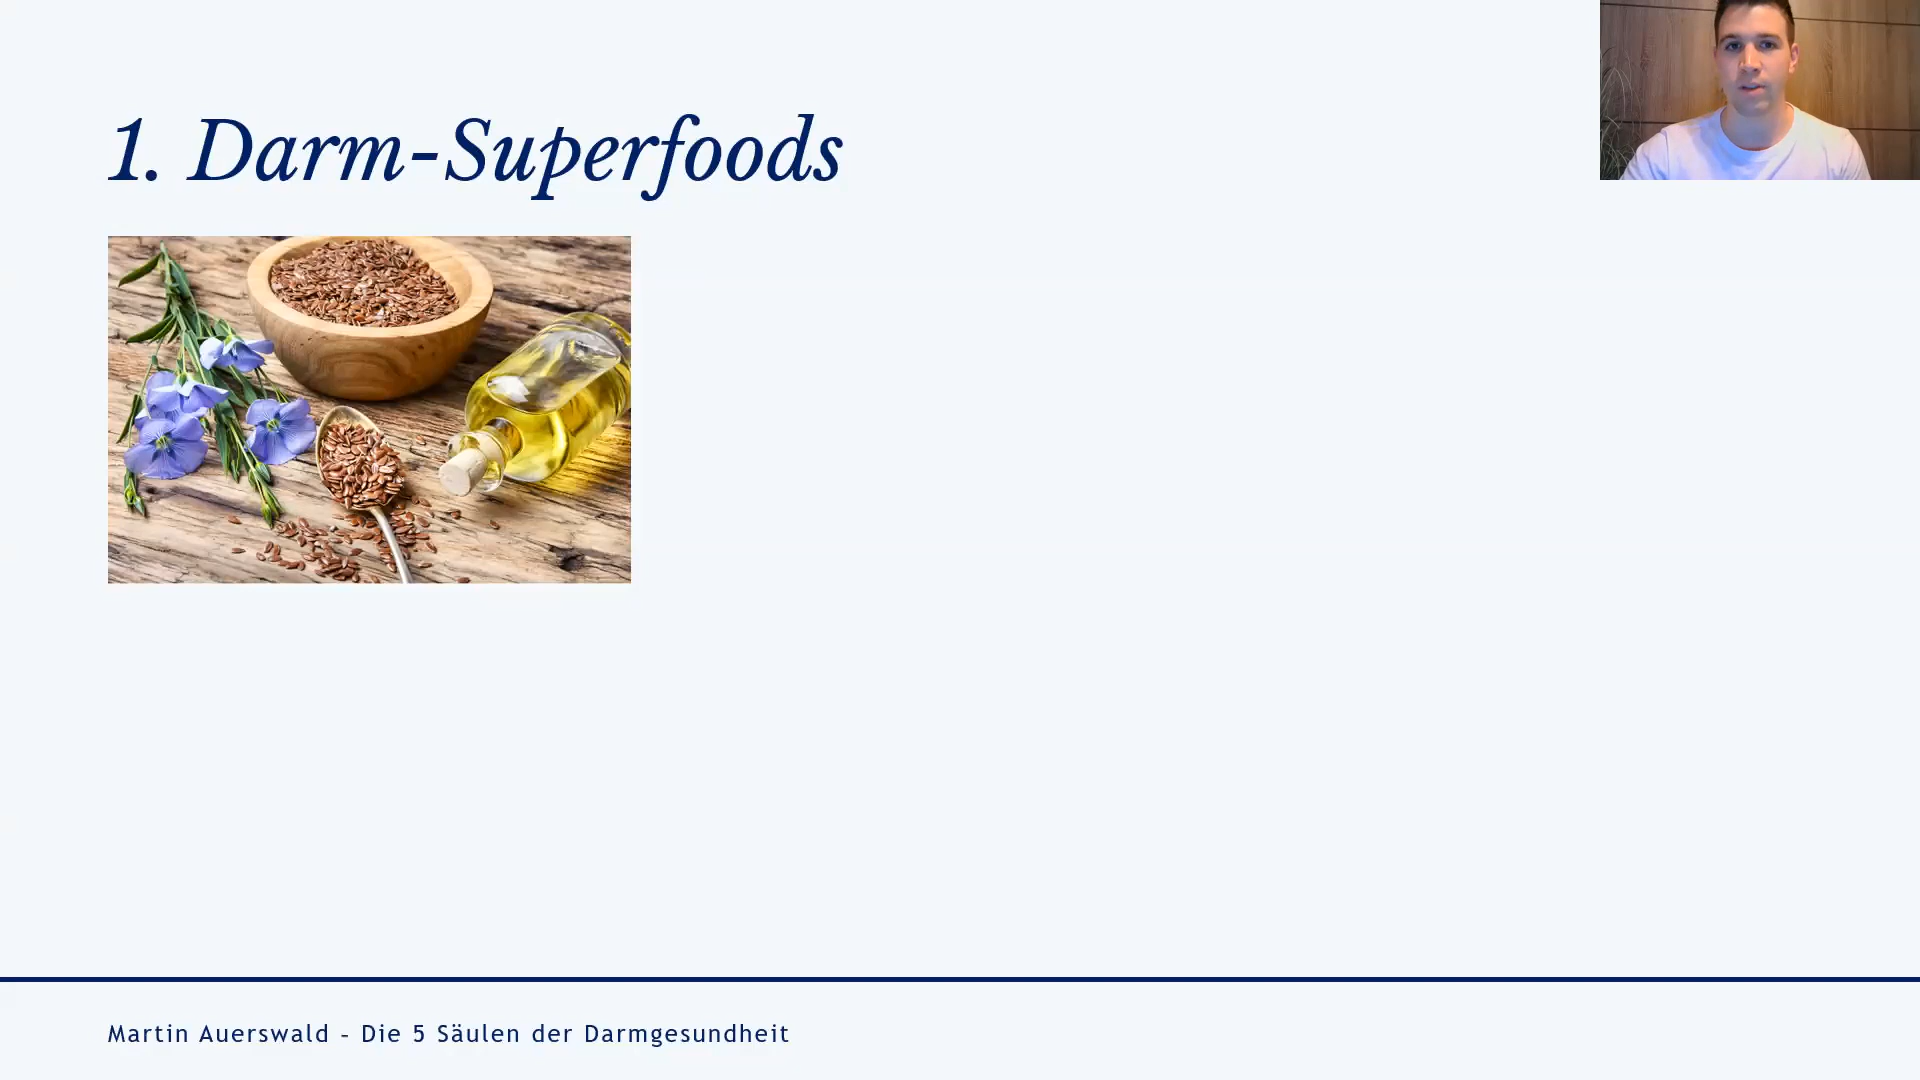 1. Darm-Superfoods
Martin Auerswald – Die 5 Säulen der Darmgesundheit